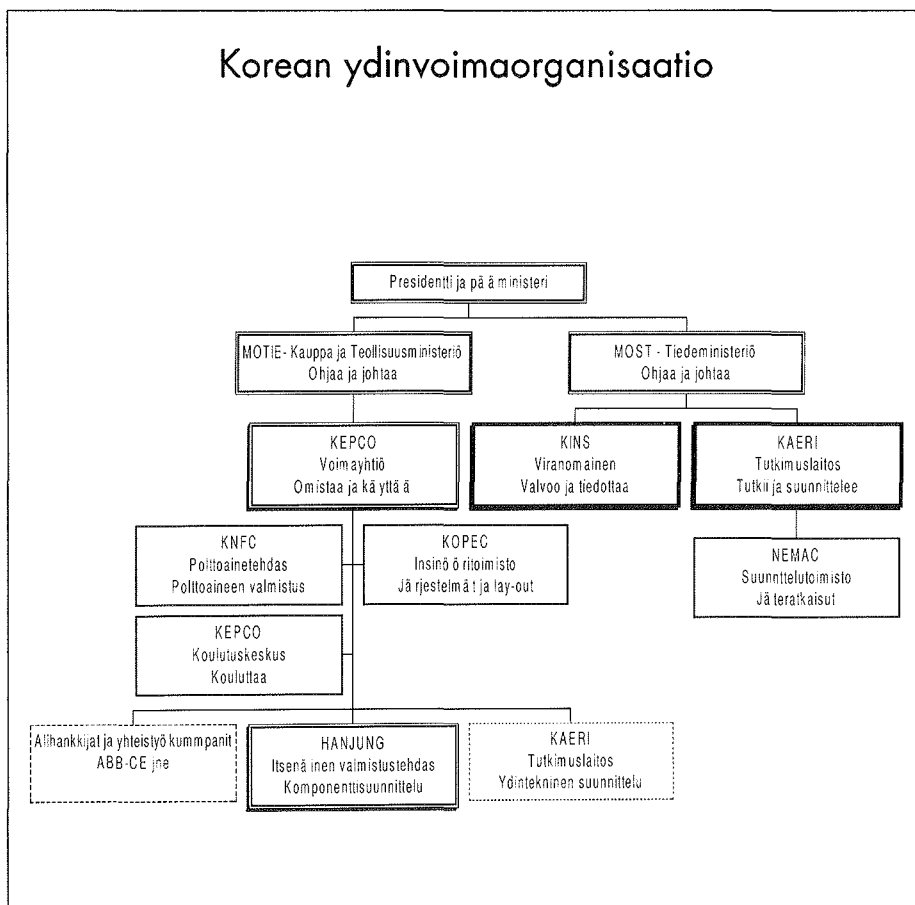 Korean ydinvoimaorganisaatio
Presidentti ja pääministeri
MOTIE- Kauppa ja Teollisuusministeriö
Ohjaa ja johtaa
MOST - Tiedeministeriö
Ohjaa ja johtaa
KEPCO
Voimayhtiö
Omistaa ja käyttää
KINS
Viranomainen
Valvoo ja tiedottaa
KAERI
Tutkimuslaitos
Tutkii ja suunnittelee
KNFC
Polttoainetehdas
Polttoaineen valmistus
KOPEC
Insinööritoimisto
Järjestelmät ja lay-out
NEMAC
Suunnttelutoimisto
Jäteratkaisut
KEPCO
Koulutuskeskus
Kouluttaa
Alihankkijat ja yhteistyökummpanit
ABB-CE jne
HANJUNG
Itsenäinen valmistustehdas
Komponenttisuunnittelu
KAERI
Tutkimuslaitos
Ydintekninen suunnittelu